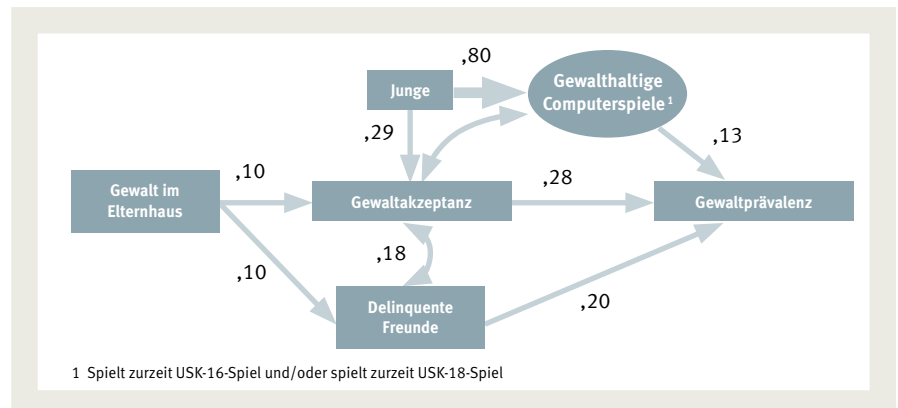 ,80
Junge
Gewalthaltige
Computerspiele 1
,29
,13
,10
,28
Gewalt im
Elternhaus
Gewaltakzeptanz
Gewaltprävalenz
,18
,10
,20
Delinquente
Freunde
1 Spielt zurzeit USK-16-Spiel und/oder spielt zurzeit USK-18-Spiel